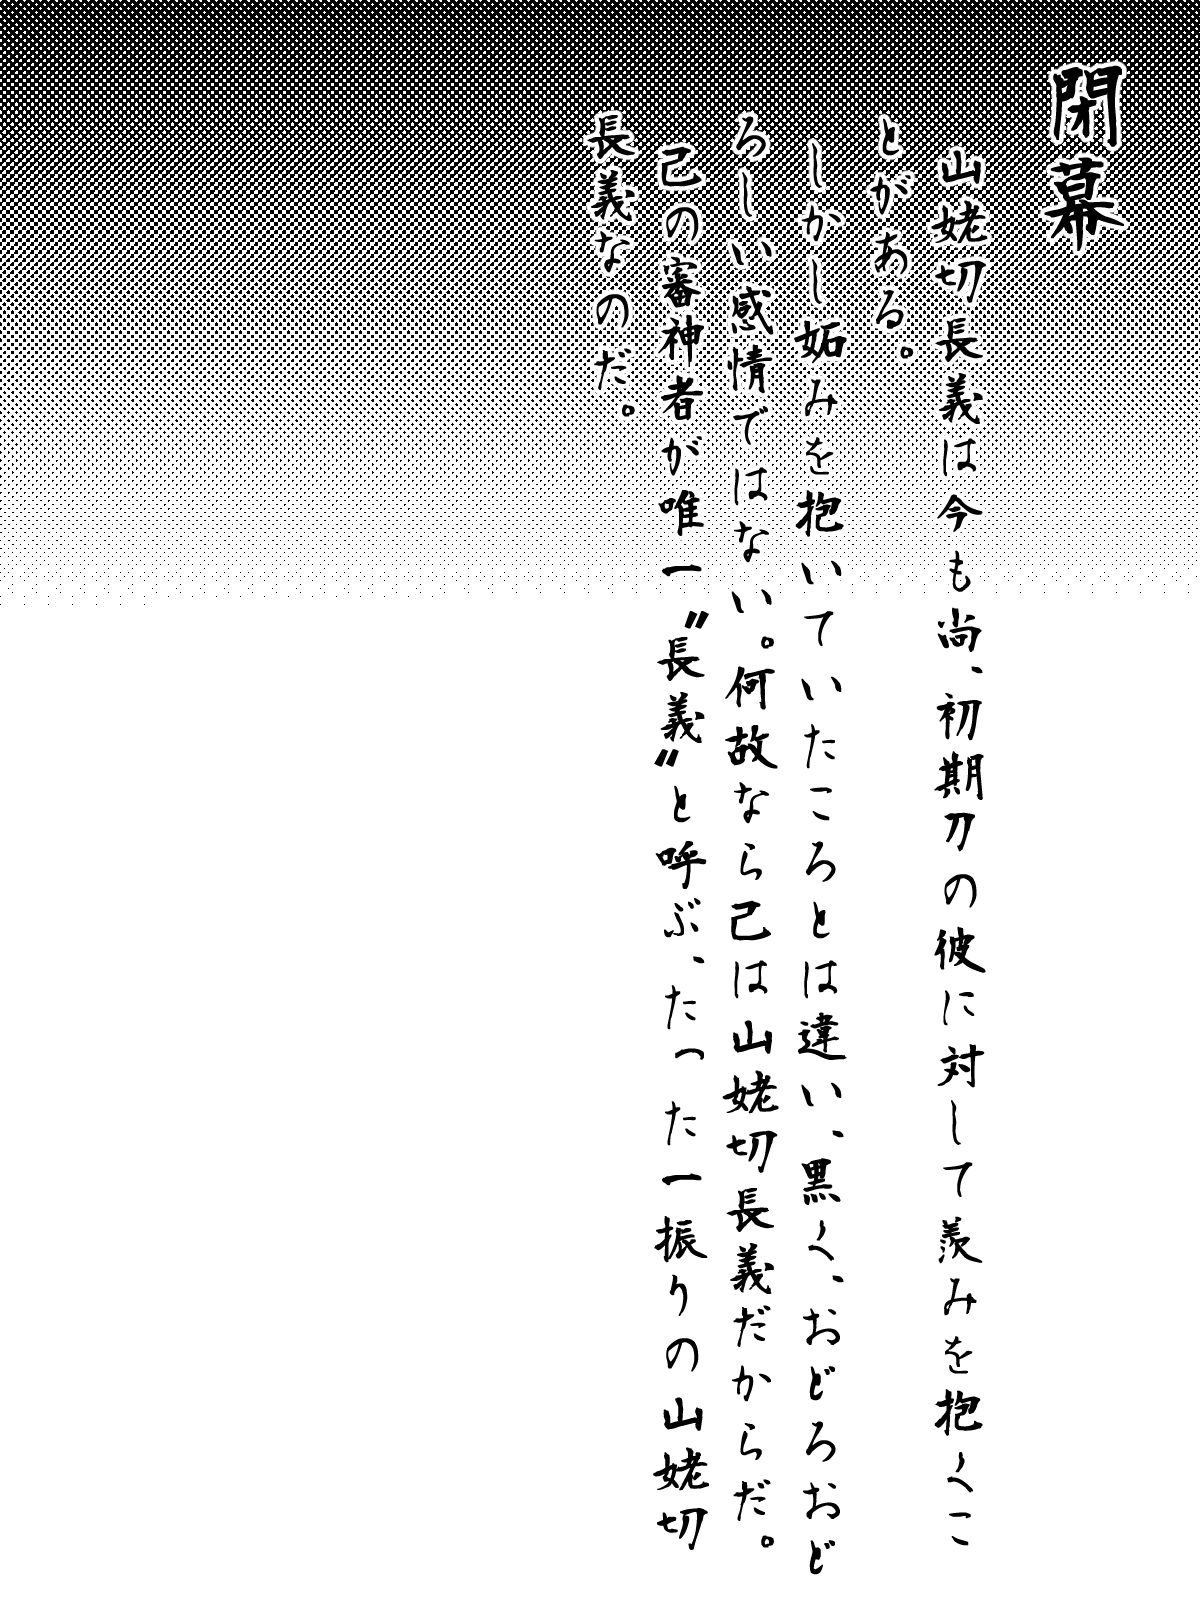 閉幕
山姥切長義は今も尚、初期刀の彼に対して羨みを抱くこ
とがある。
しかし妬みを抱いていたころとは違い、黒く、おどろおど
ろしい感情ではない。何故なら己は山姥切長義だからだ。
己の審神者が唯一〝長義〟と呼ぶ、たった一振りの山姥切
長義なのだ。